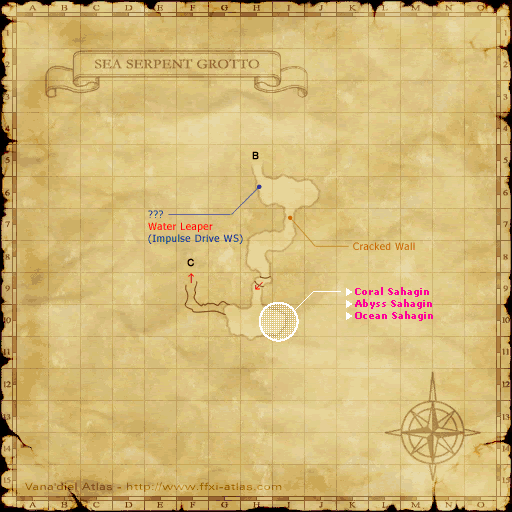 A B C D E F G H I J K L M N O
SEA SERPENT GROTTO
B
???
Water Leaper
(Impulse Drive WS)
Cracked Wall
C
Coral Sahagin
Abyss Sahagin
Ocean Sahagin
Vana'diel Atlas - http://www.ffxi-atlas.com